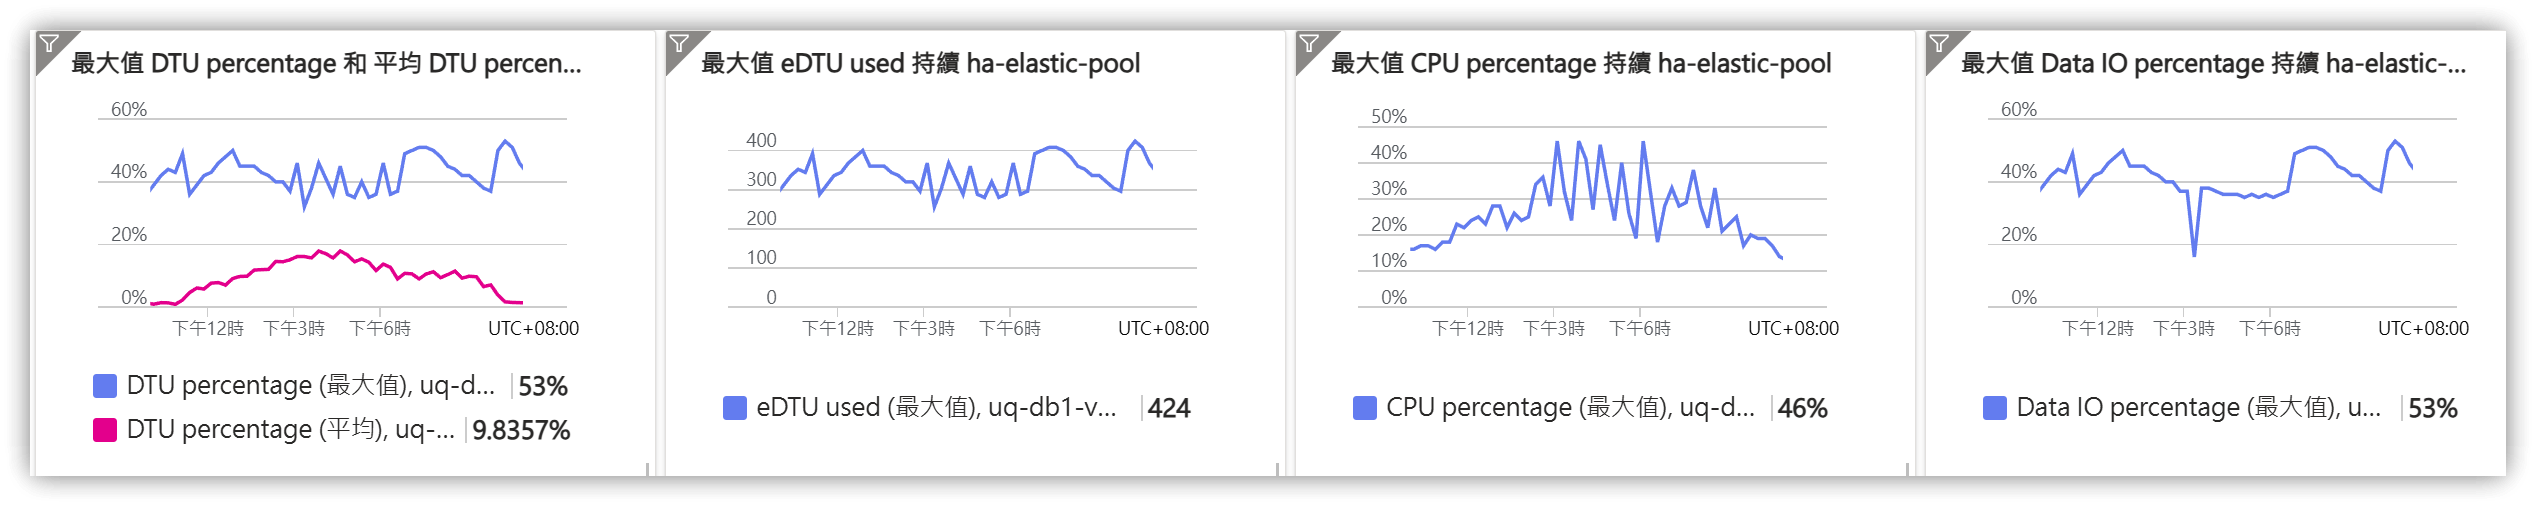 最大值 DTU percentage 和 平均 DTU percen...
60%
40%
20%
0%
下午12時 下午3時 下午6時 UTC+08:00
DTU percentage (最大值), uq-d... 53%
DTU percentage (平均), uq-... 9.8357%
最大值 eDTU used 持續 ha-elastic-pool
400
300
200
100
0
下午12時 下午3時 下午6時 UTC+08:00
eDTU used (最大值), uq-db1-v... 424
最大值 CPU percentage 持續 ha-elastic-pool
50%
40%
30%
20%
10%
0%
下午12時 下午3時 下午6時 UTC+08:00
CPU percentage (最大值), uq-d... 46%
最大值 Data IO percentage 持續 ha-elastic-...
60%
40%
20%
0%
下午12時 下午3時 下午6時 UTC+08:00
Data IO percentage (最大值), u... 53%